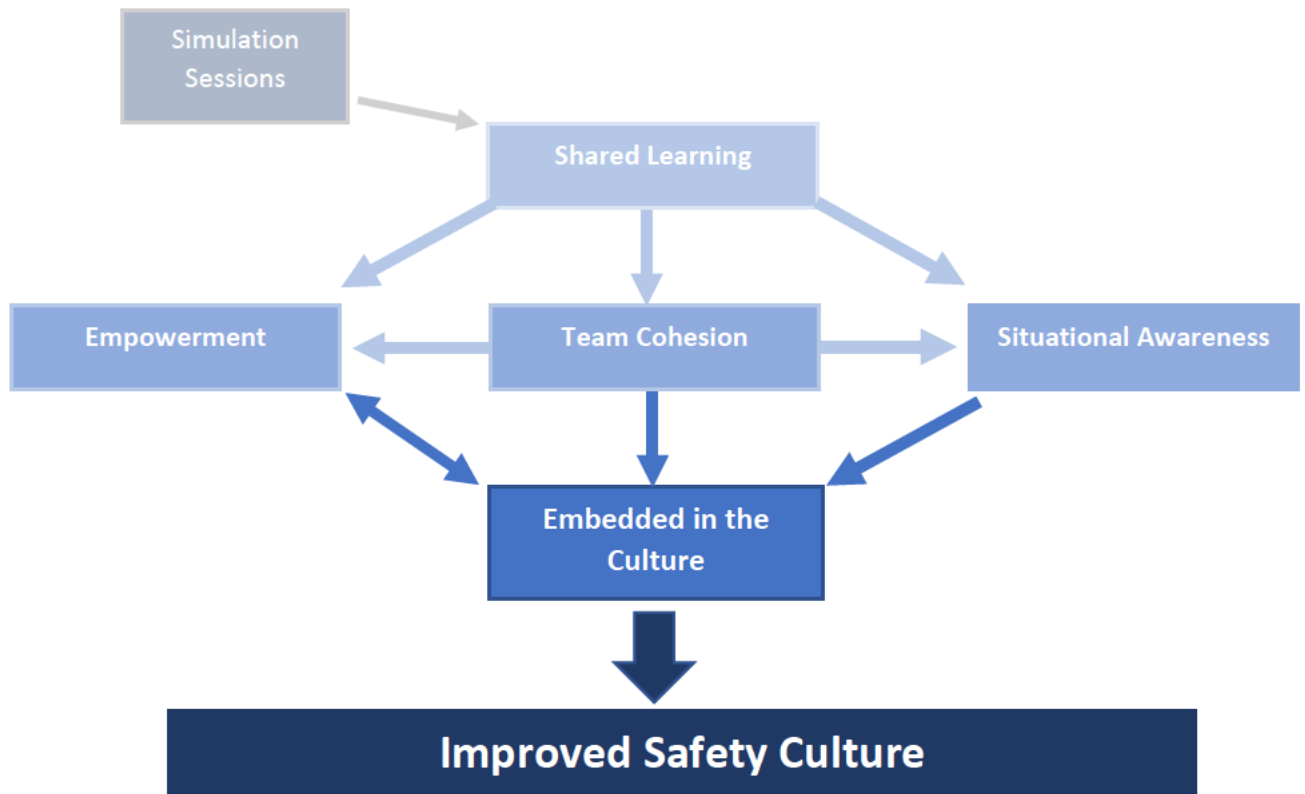 Simulation
Sessions
Shared Learning
Empowerment
Team Cohesion
Situational Awareness
Embedded in the
Culture
Improved Safety Culture